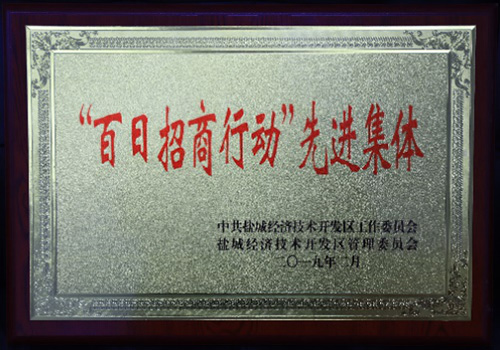 “百日招商行动”先进集体
中共盐城经济技术开发区工作委员会
盐城经济技术开发区管理委员会
二〇一九年二月